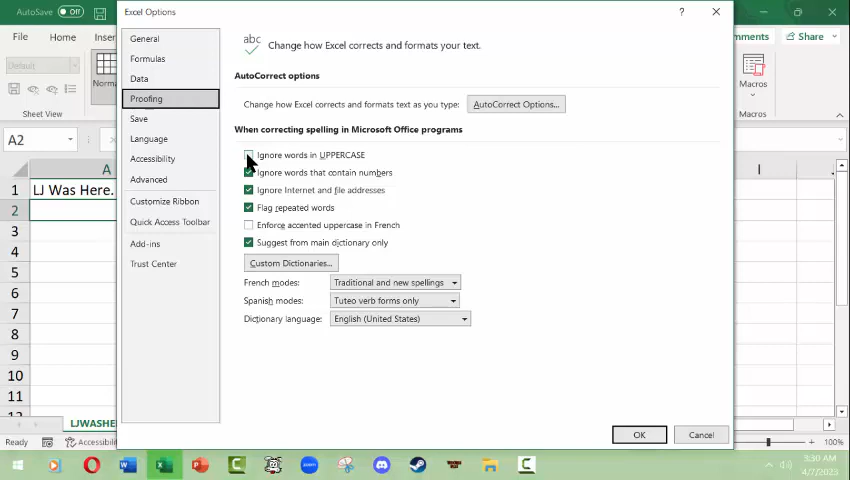 AutoSave Off
Excel Options
?
File Home Inser
mments Share
Default
Norma
Sheet View
Macros
Macros
A2
A
I
1 LJ Was Here.
2
3
4
5
6
7
8
9
10
11
General
Formulas
Data
Proofing
Save
Language
Accessibility
Advanced
Customize Ribbon
Quick Access Toolbar
Add-ins
Trust Center
abc
Change how Excel corrects and formats your text.
AutoCorrect options
Change how Excel corrects and formats text as you type: AutoCorrect Options...
When correcting spelling in Microsoft Office programs
Ignore words in UPPERCASE
Ignore words that contain numbers
Ignore Internet and file addresses
Flag repeated words
Enforce accented uppercase in French
Suggest from main dictionary only
Custom Dictionaries...
French modes: Traditional and new spellings
Spanish modes: Tuteo verb forms only
Dictionary language: English (United States)
OK Cancel
LJWASHE
Ready Accessibili
100%
3:30 AM
4/7/2023